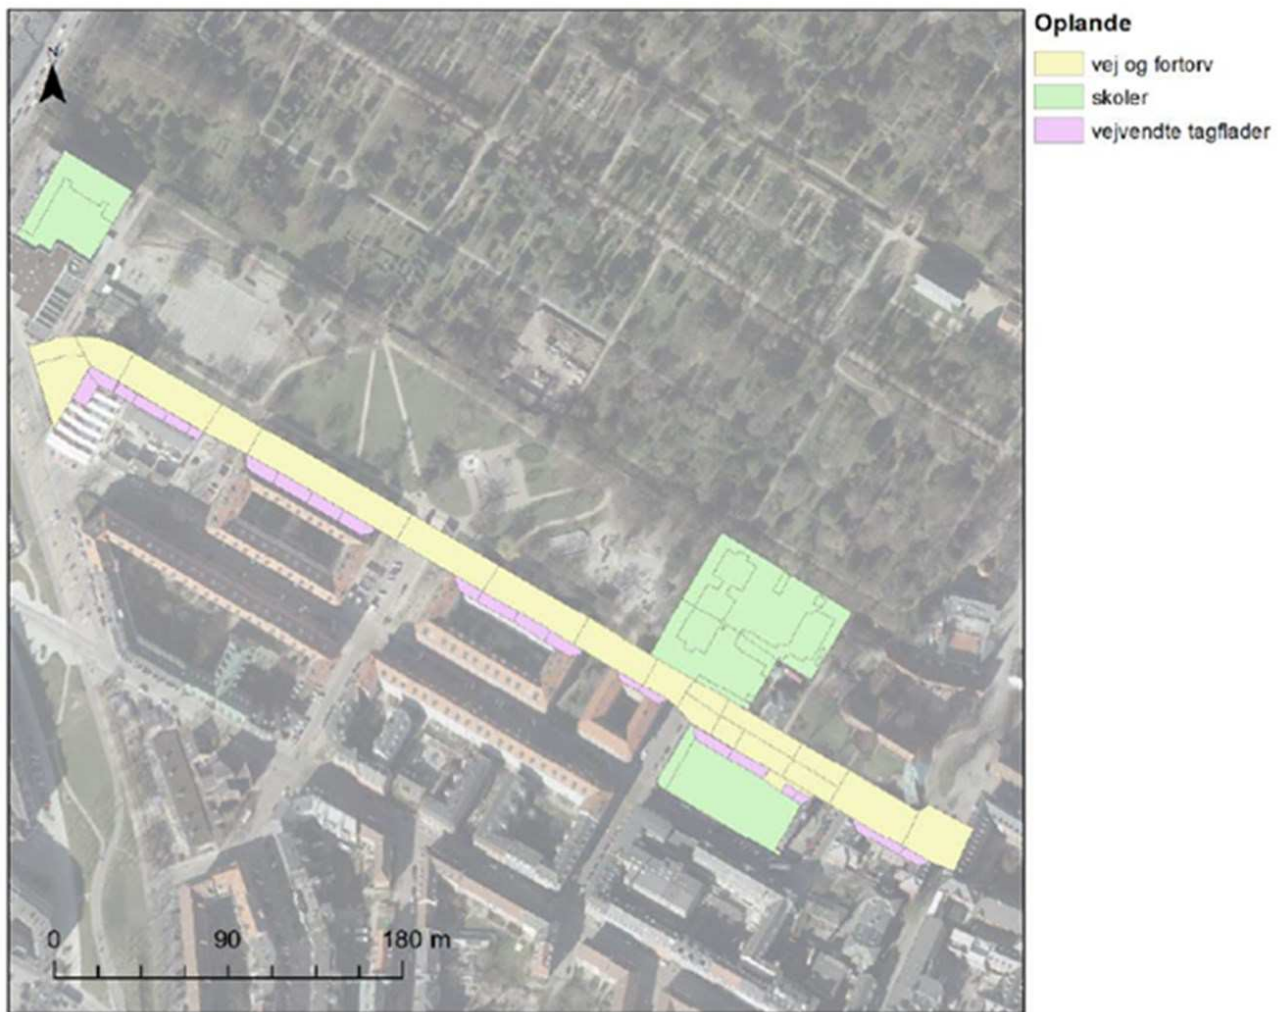 Oplande
vej og fortorv
skoler
vejvendte tagflader
N
0 90 180 m